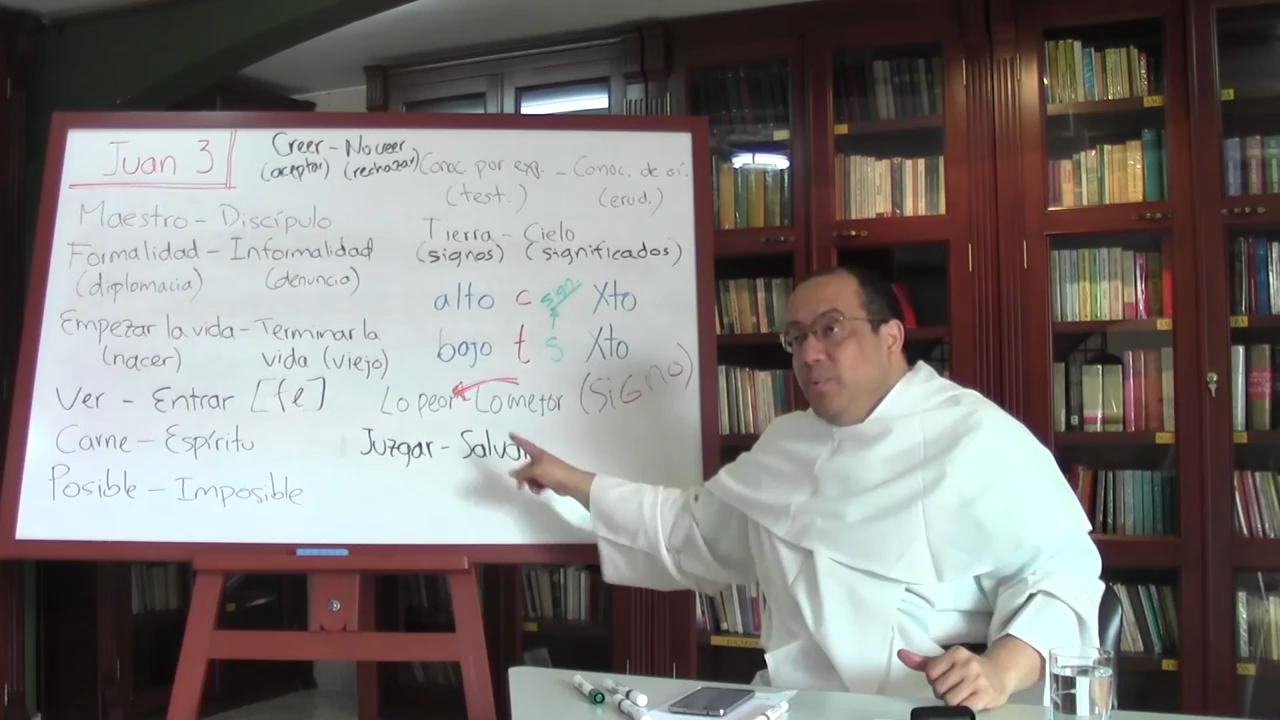 Juan 3
Creer - No creer
(aceptar) (rechazar)
Conoc. por exp. - Conoc. de oí.
(test.) (erud.)
Maestro - Discípulo
Formalidad - Informalidad
(diplomacia) (denuncia)
Empezar la vida - Terminar la
(nacer) vida (viejo)
Ver - Entrar [fe]
Carne - Espíritu
Posible - Imposible
Tierra - Cielo
(signos) (significados)
alto c sign. Xto
bajo t s Xto
Lo peor Lo mejor (SIGNO)
Juzgar - Salvar